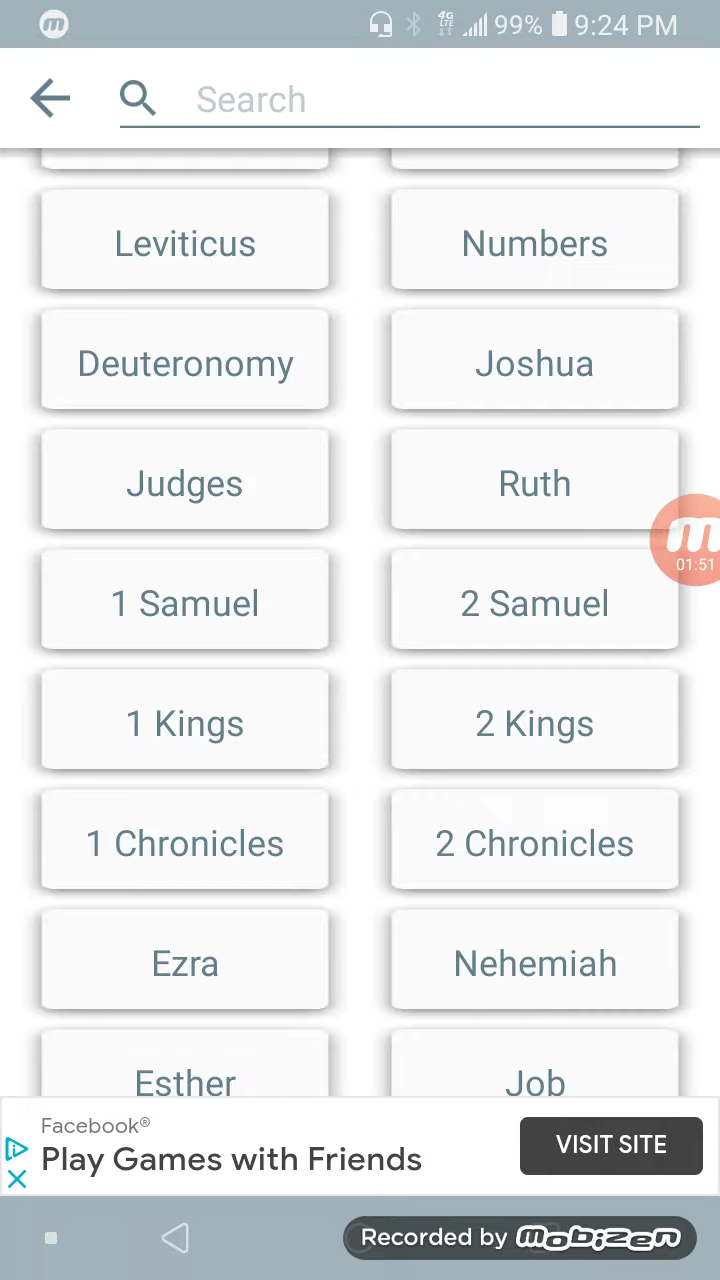 m 4G LTE 99% 9:24 PM
Search
Leviticus Numbers
Deuteronomy Joshua
Judges Ruth
m
01:51
1 Samuel 2 Samuel
1 Kings 2 Kings
1 Chronicles 2 Chronicles
Ezra Nehemiah
Esther Job
Facebook®
Play Games with Friends
VISIT SITE
Recorded by mobizen